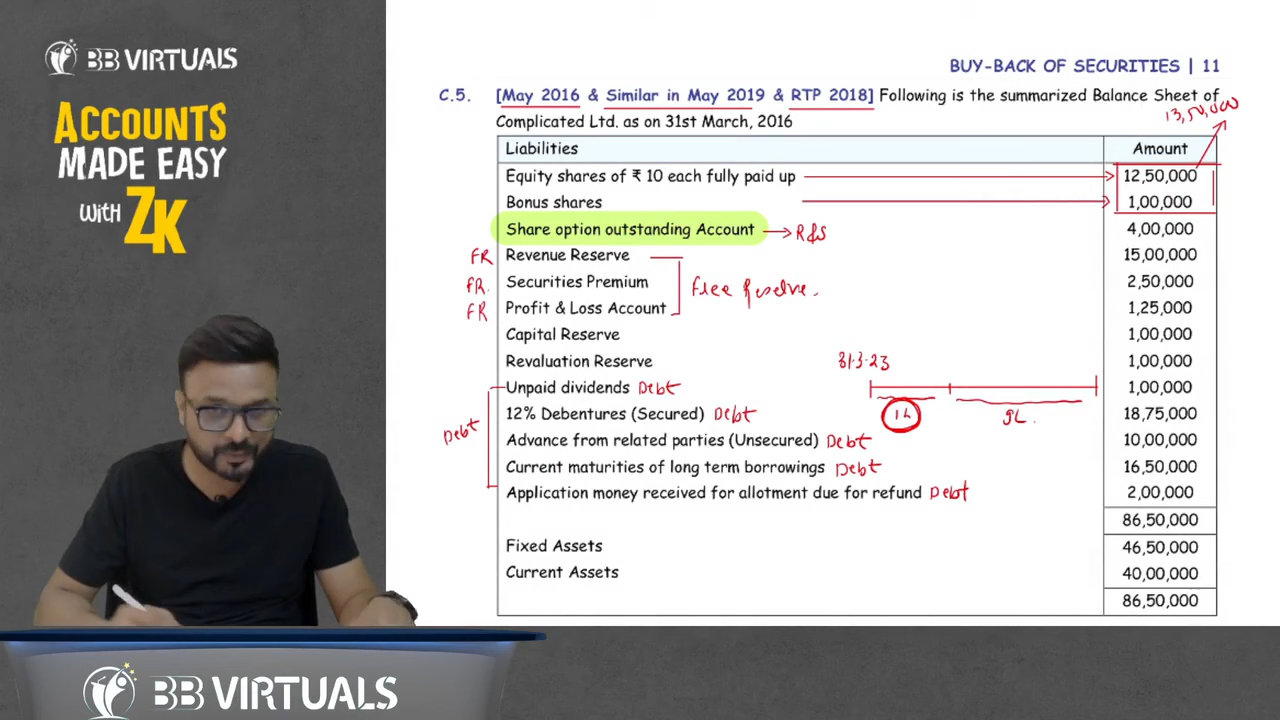 BB VIRTUALS
ACCOUNTS
MADE EASY
with ZK
BUY-BACK OF SECURITIES | 11
C.5. [May 2016 & Similar in May 2019 & RTP 2018] Following is the summarized Balance Sheet of
Complicated Ltd. as on 31st March, 2016
13,50,000
Liabilities Amount
Equity shares of ₹ 10 each fully paid up 12,50,000
Bonus shares 1,00,000
Share option outstanding Account → R&S 4,00,000
FR Revenue Reserve 15,00,000
FR. Securities Premium Free Reserve. 2,50,000
FR Profit & Loss Account 1,25,000
Capital Reserve 1,00,000
Revaluation Reserve 31.3.23 1,00,000
Unpaid dividends Debt 1,00,000
Debt 12% Debentures (Secured) Debt 1L 9L. 18,75,000
Advance from related parties (Unsecured) Debt 10,00,000
Current maturities of long term borrowings Debt 16,50,000
Application money received for allotment due for refund Debt 2,00,000
86,50,000
Fixed Assets 46,50,000
Current Assets 40,00,000
86,50,000
BB VIRTUALS